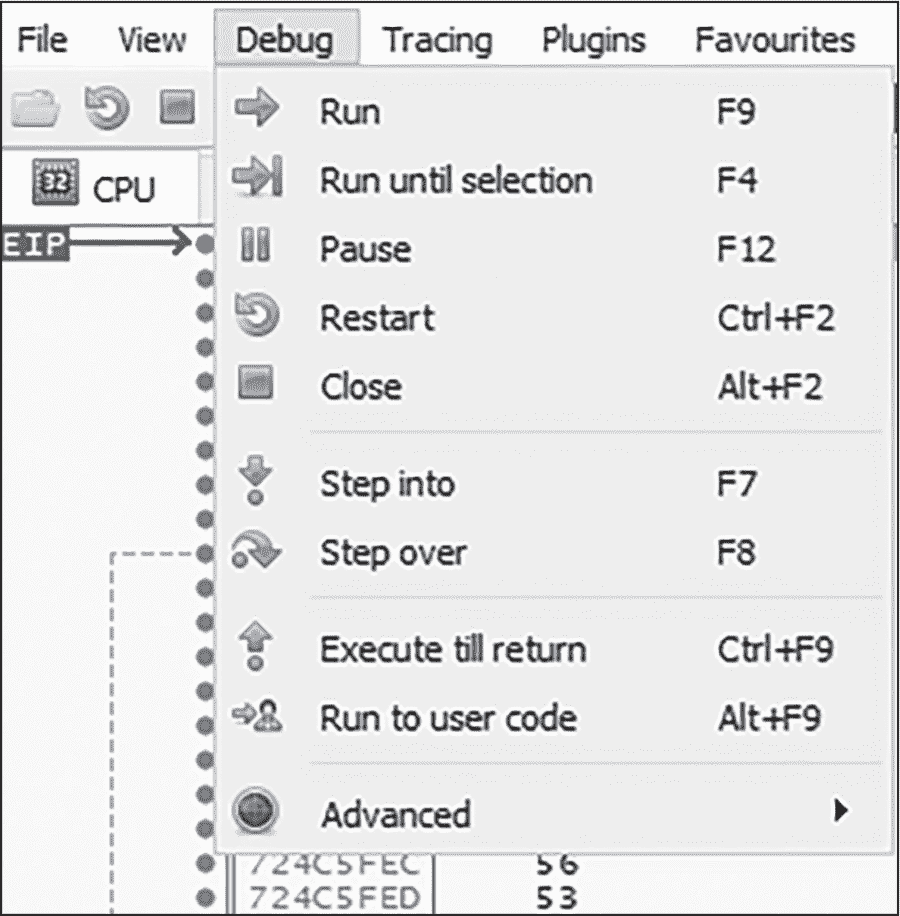 File View Debug Tracing Plugins Favourites
Run F9
Run until selection F4
32 CPU
EIP
Pause F12
Restart Ctrl+F2
Close Alt+F2
Step into F7
Step over F8
Execute till return Ctrl+F9
Run to user code Alt+F9
Advanced
724C5FEC 56
724C5FED 53